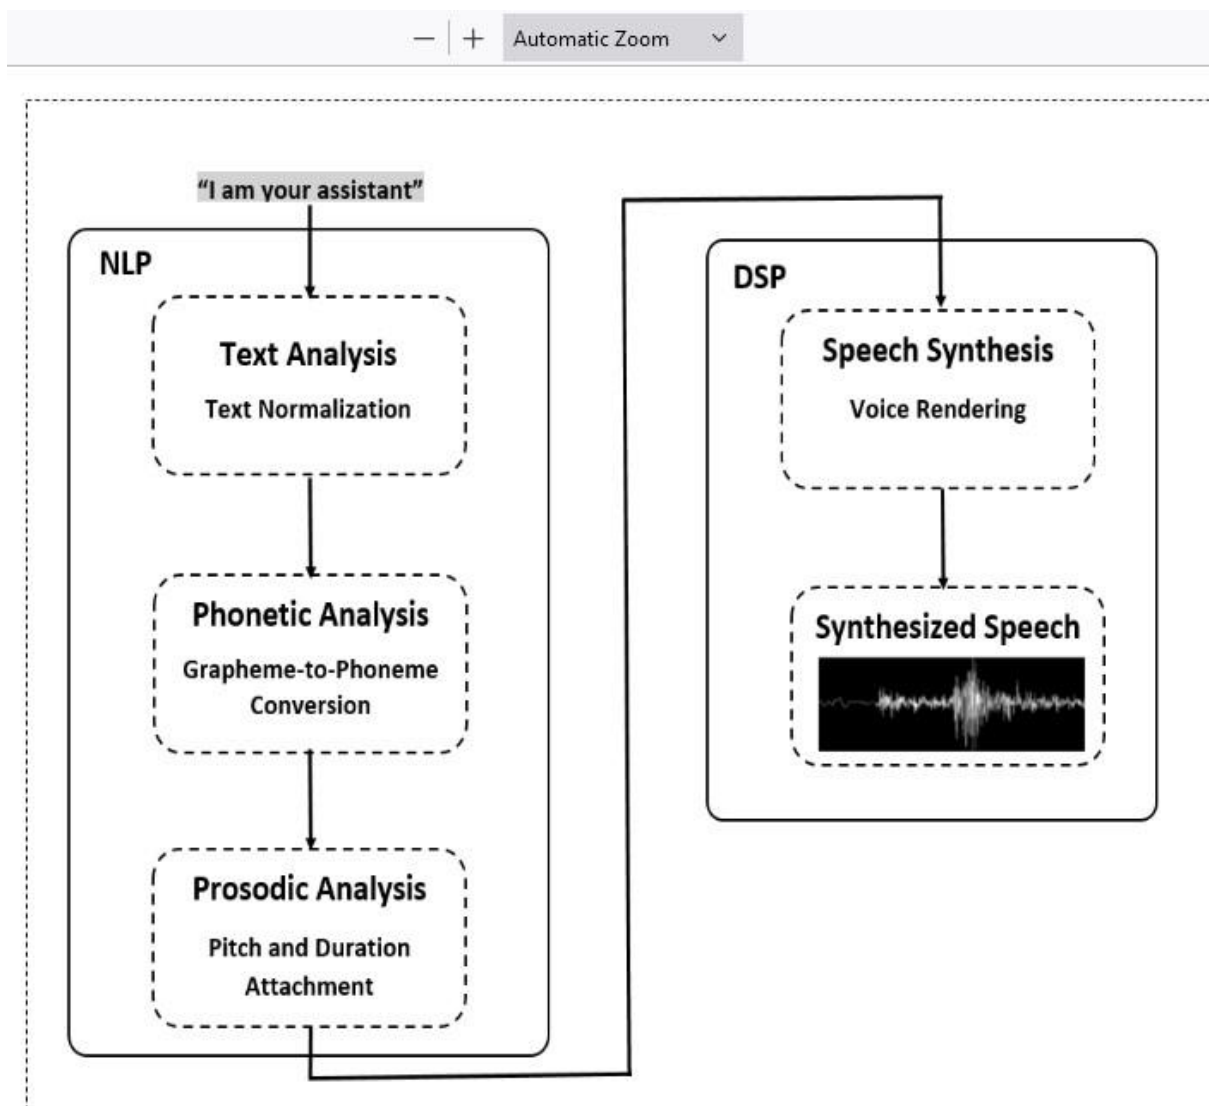 Automatic Zoom
“I am your assistant”
NLP
Text Analysis
Text Normalization
Phonetic Analysis
Grapheme-to-Phoneme
Conversion
Prosodic Analysis
Pitch and Duration
Attachment
DSP
Speech Synthesis
Voice Rendering
Synthesized Speech